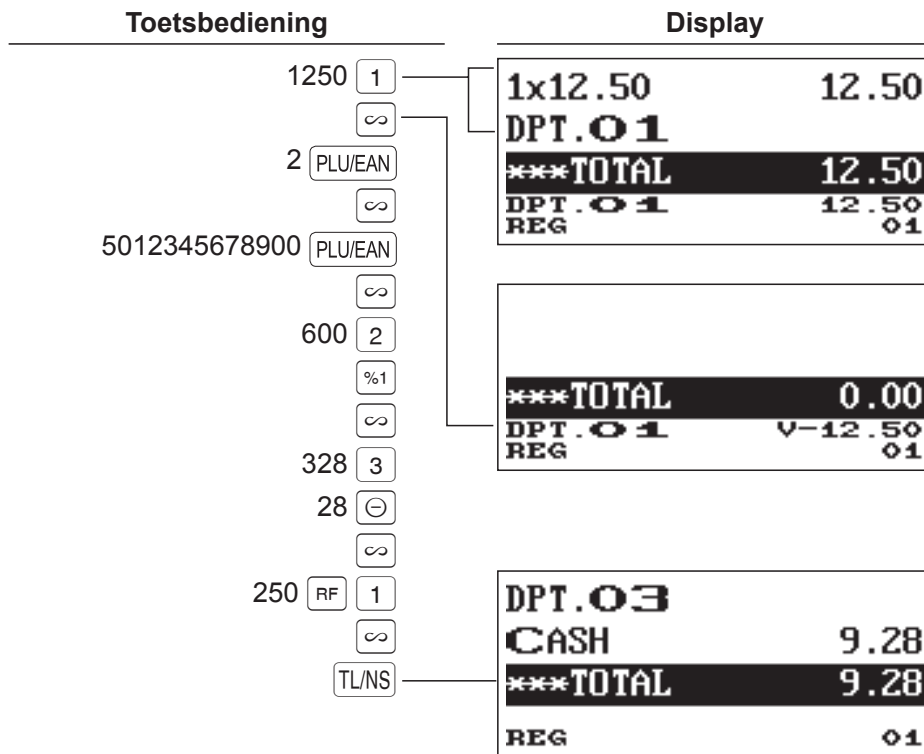 Toetsbediening
1250 1
∽
2 PLU/EAN
∽
5012345678900 PLU/EAN
∽
600 2
%1
∽
328 3
28 ⊖
∽
250 RF 1
∽
TL/NS
Display
1x12.50 12.50
DPT.01
***TOTAL 12.50
DPT.01 12.50
REG 01
***TOTAL 0.00
DPT.01 V-12.50
REG 01
DPT.03
CASH 9.28
***TOTAL 9.28
REG 01